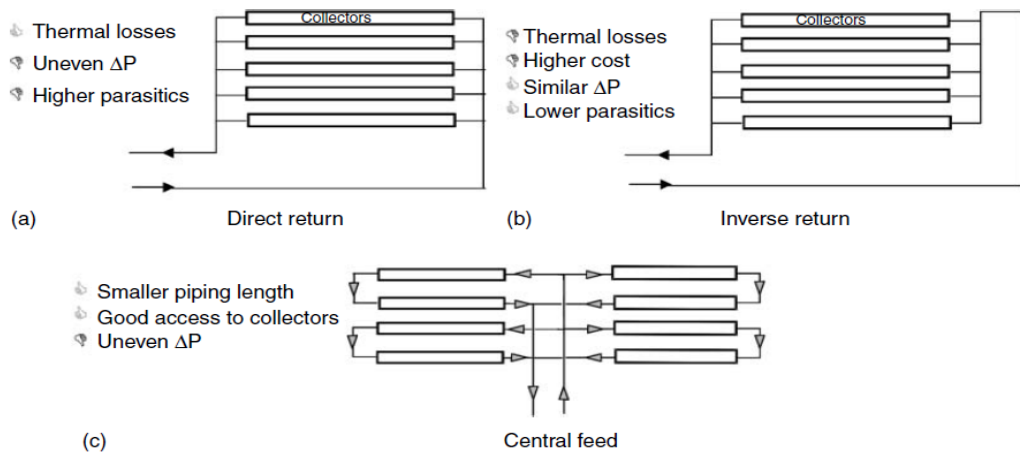 Collectors
Thermal losses
Uneven ΔP
Higher parasitics
(a)
Direct return
Collectors
Thermal losses
Higher cost
Similar ΔP
Lower parasitics
(b)
Inverse return
Smaller piping length
Good access to collectors
Uneven ΔP
(c)
Central feed